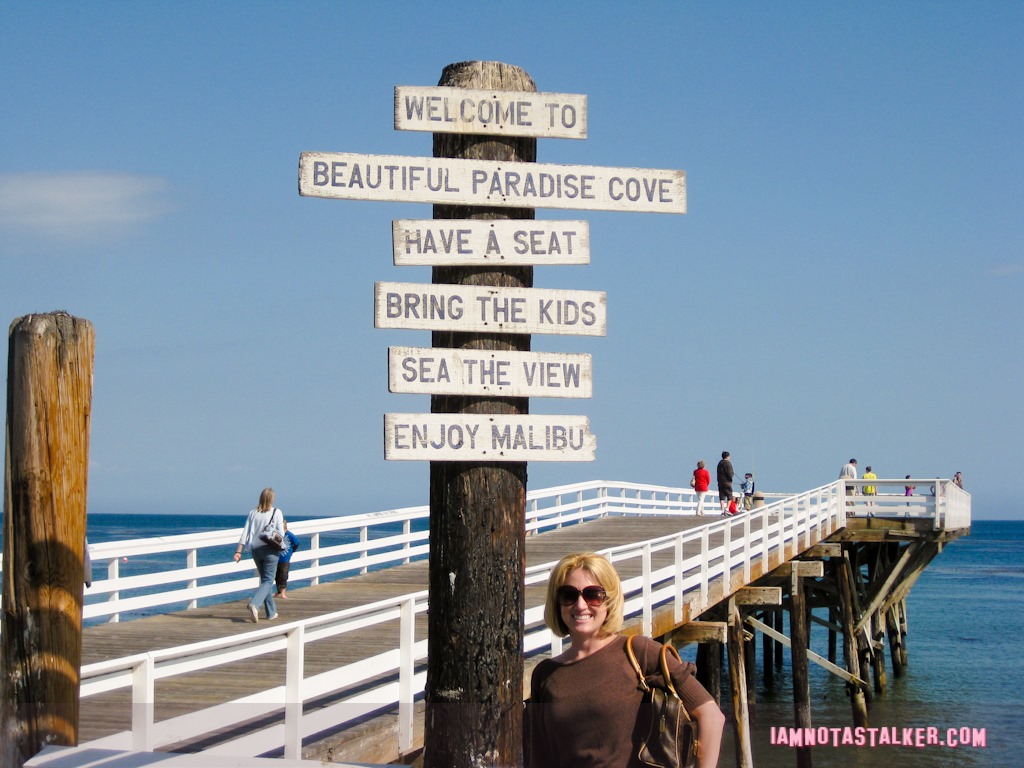 WELCOME TO
BEAUTIFUL PARADISE COVE
HAVE A SEAT
BRING THE KIDS
SEA THE VIEW
ENJOY MALIBU
IAMNOTASTALKER.COM